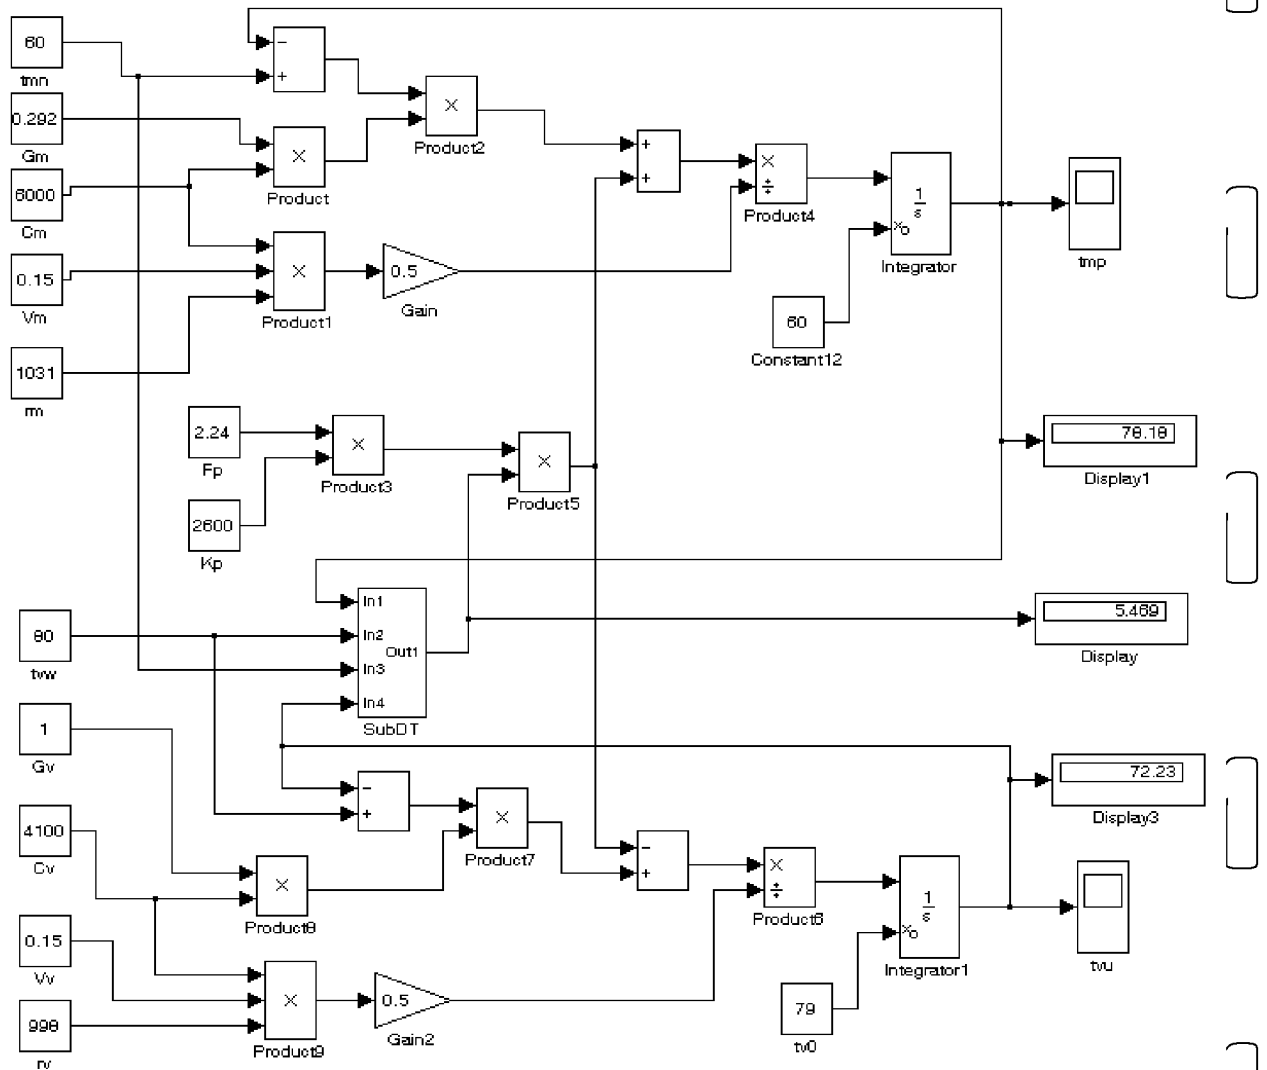 60
tmn
0.292
Gm
6000
Cm
0.15
Vm
1031
rm
−
+
×
Product
×
Product1
×
Product2
0.5
Gain
+
+
×
÷
Product4
1
s
xo
Integrator
60
Constant12
tmp
2.24
Fp
2600
Kp
×
Product3
×
Product5
78.18
Display1
In1
In2
In3
In4
Out1
SubDT
5.469
Display
tvw
1
Gv
4100
Cv
0.15
Vv
998
rv
−
+
×
Product7
×
Product8
×
Product9
0.5
Gain2
−
+
×
÷
Product6
1
s
xo
Integrator1
79
tv0
72.23
Display3
tvu